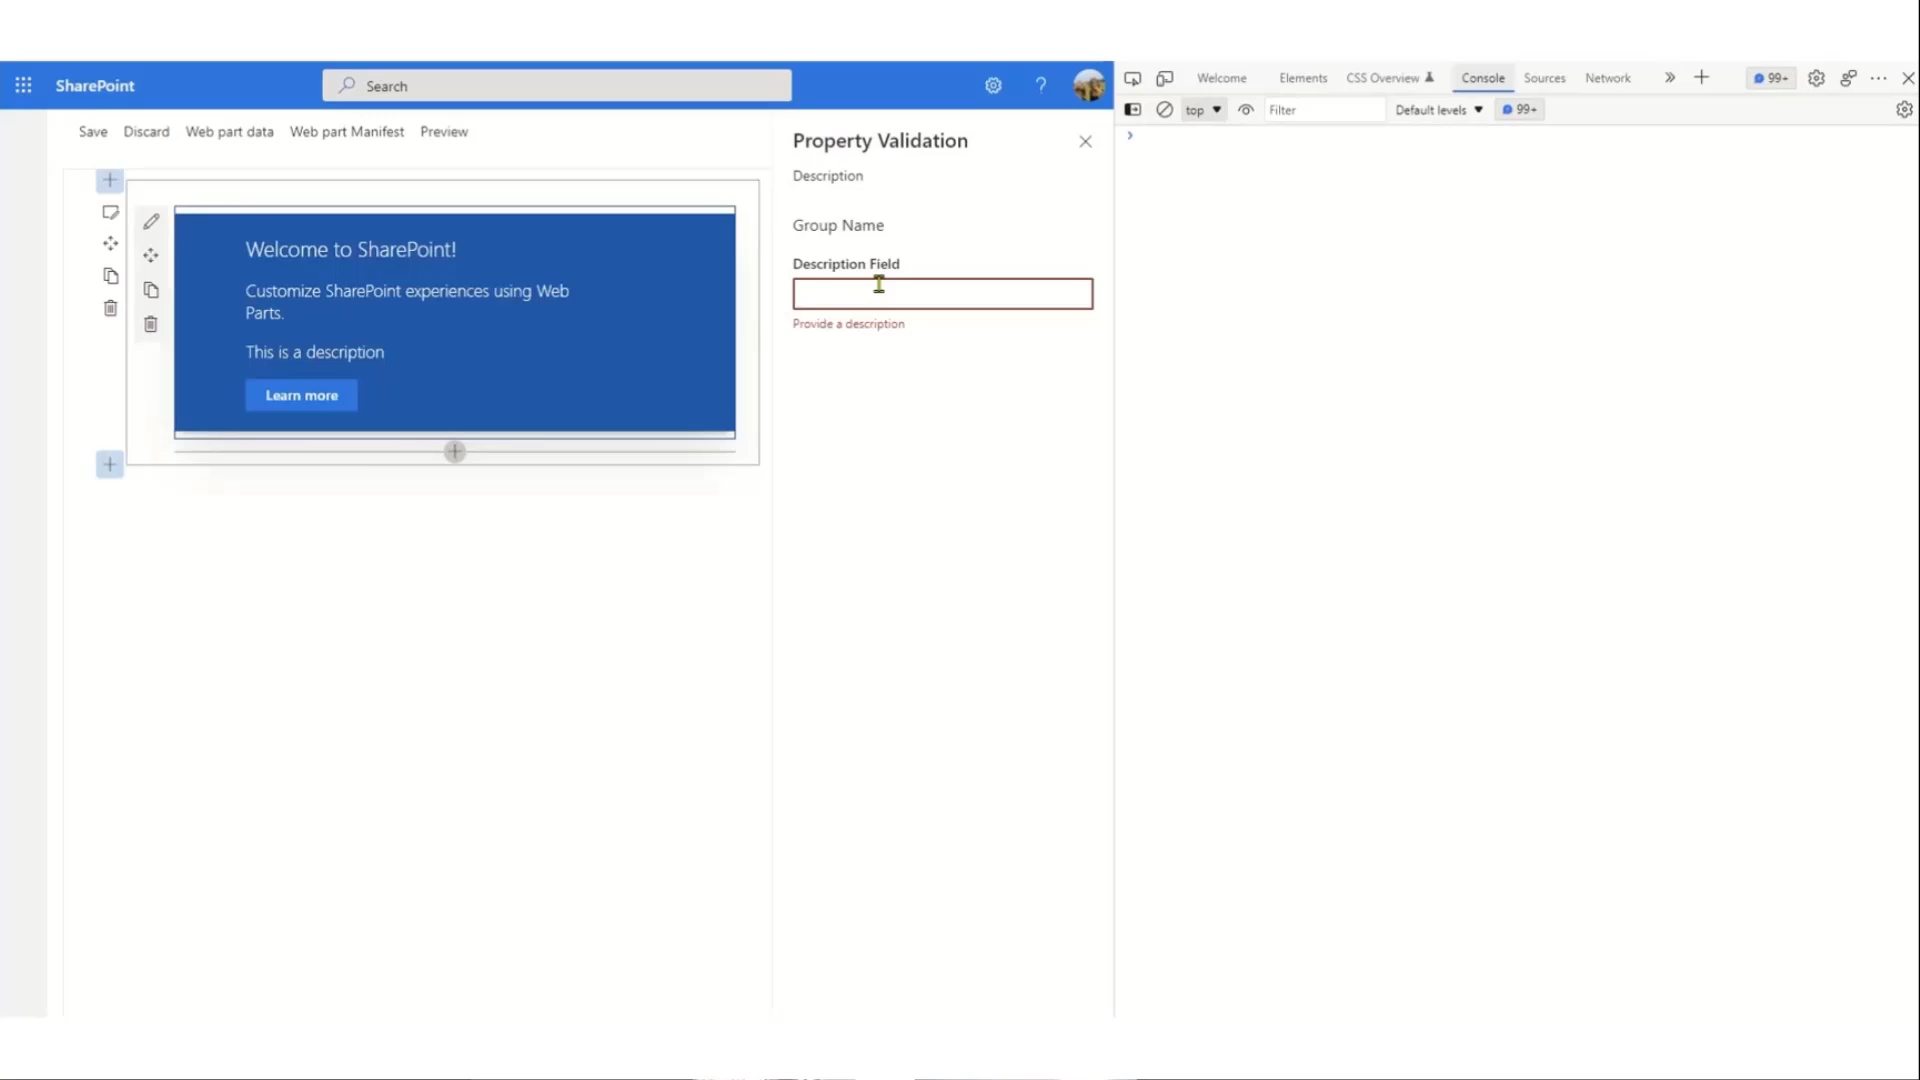 SharePoint
Search
?
Save Discard Web part data Web part Manifest Preview
Welcome to SharePoint!
Customize SharePoint experiences using Web
Parts.
This is a description
Learn more
Property Validation
Description
Group Name
Description Field
Provide a description
Welcome Elements CSS Overview Console Sources Network 99+
top Filter Default levels 99+